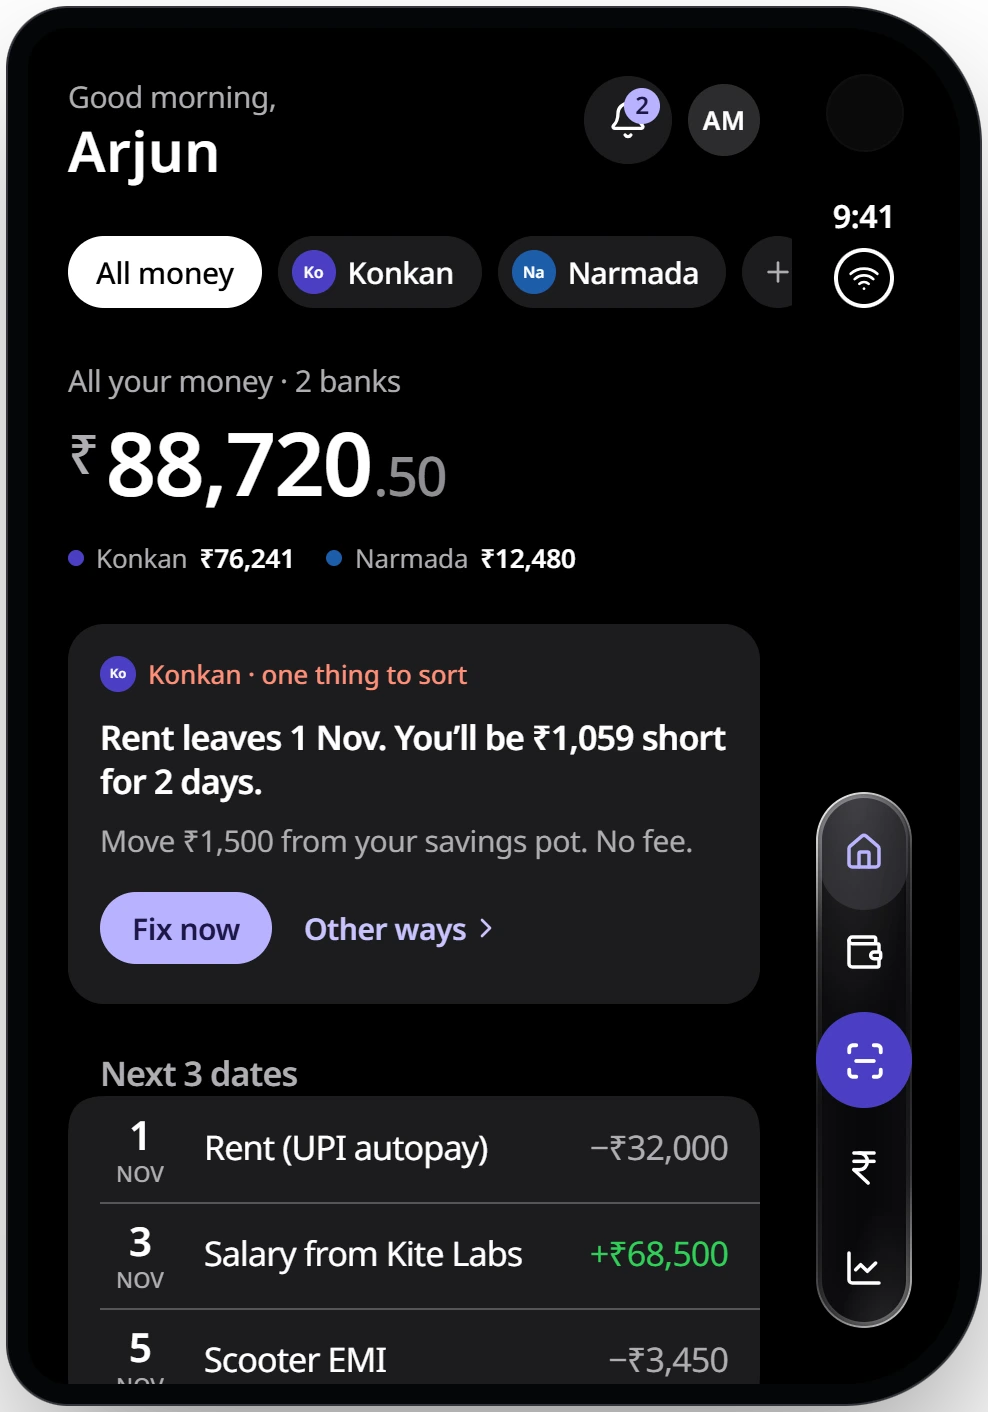 Good morning,
Arjun
2
AM
9:41
All money
Ko Konkan
Na Narmada
+
All your money · 2 banks
₹88,720.50
Konkan ₹76,241
Narmada ₹12,480
Ko Konkan · one thing to sort
Rent leaves 1 Nov. You’ll be ₹1,059 short
for 2 days.
Move ₹1,500 from your savings pot. No fee.
Fix now
Other ways
₹
Next 3 dates
1 NOV Rent (UPI autopay) −₹32,000
3 NOV Salary from Kite Labs +₹68,500
5 NOV Scooter EMI −₹3,450